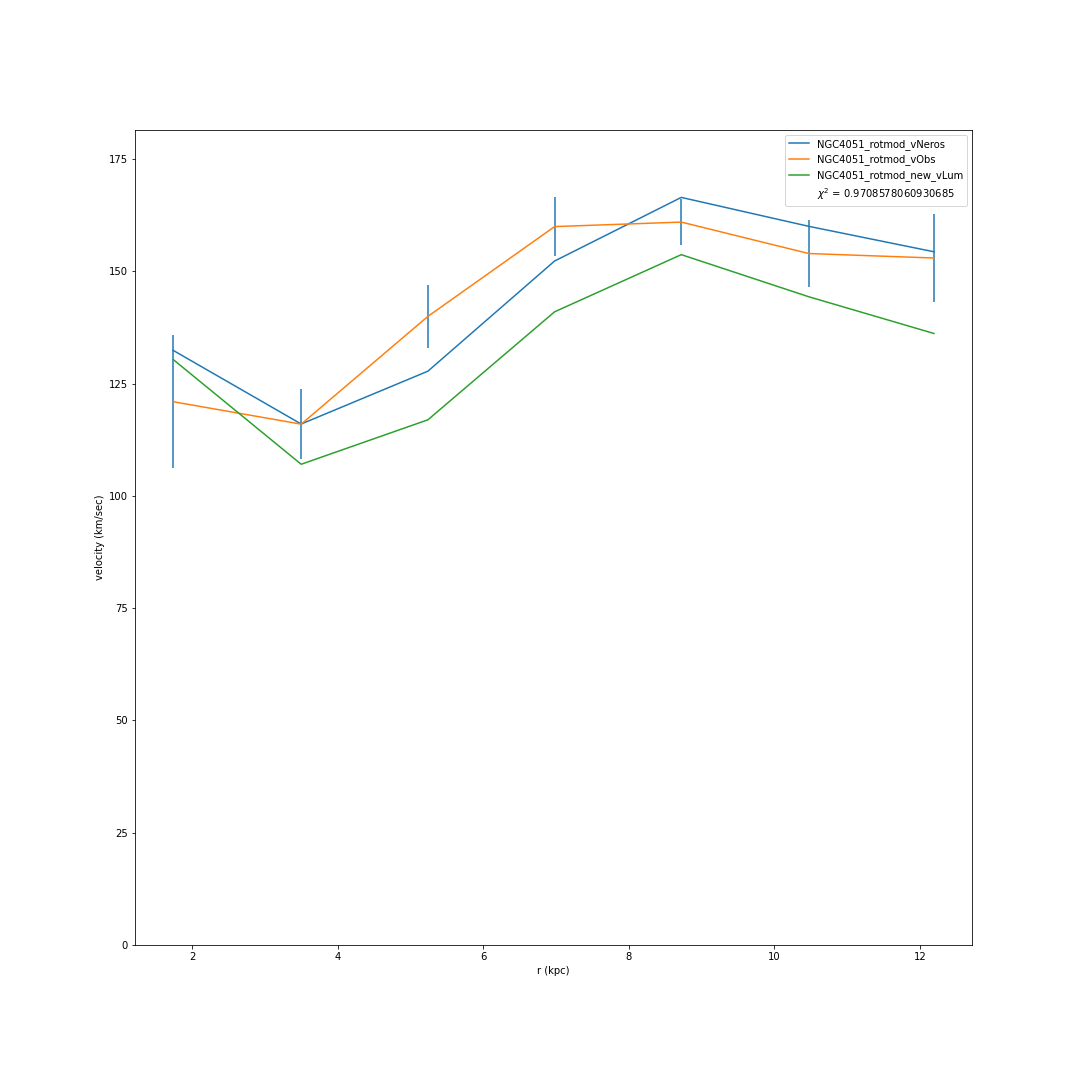 NGC4051_rotmod_vNeros
NGC4051_rotmod_vObs
NGC4051_rotmod_new_vLum
χ² = 0.9708578060930685
175
150
125
100
75
50
25
0
velocity (km/sec)
2 4 6 8 10 12
r (kpc)